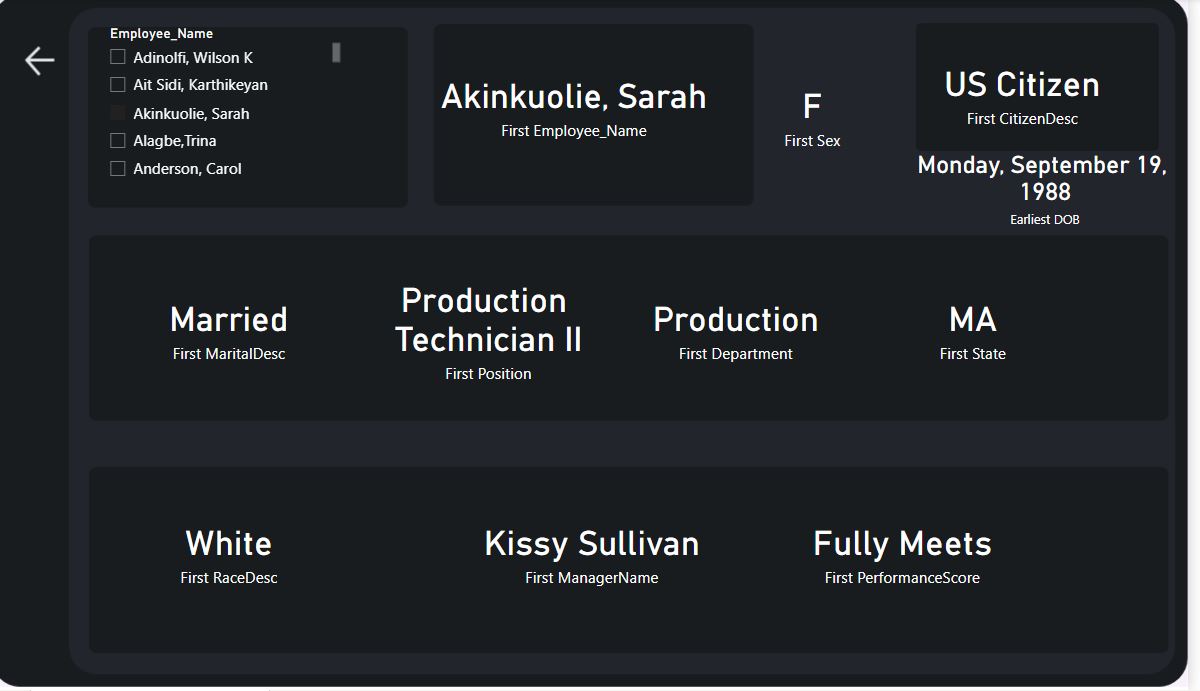 Employee_Name
Adinolfi, Wilson K
Ait Sidi, Karthikeyan
Akinkuolie, Sarah
Alagbe,Trina
Anderson, Carol
Akinkuolie, Sarah
First Employee_Name
F
First Sex
US Citizen
First CitizenDesc
Monday, September 19,
1988
Earliest DOB
Married
First MaritalDesc
Production
Technician II
First Position
Production
First Department
MA
First State
White
First RaceDesc
Kissy Sullivan
First ManagerName
Fully Meets
First PerformanceScore